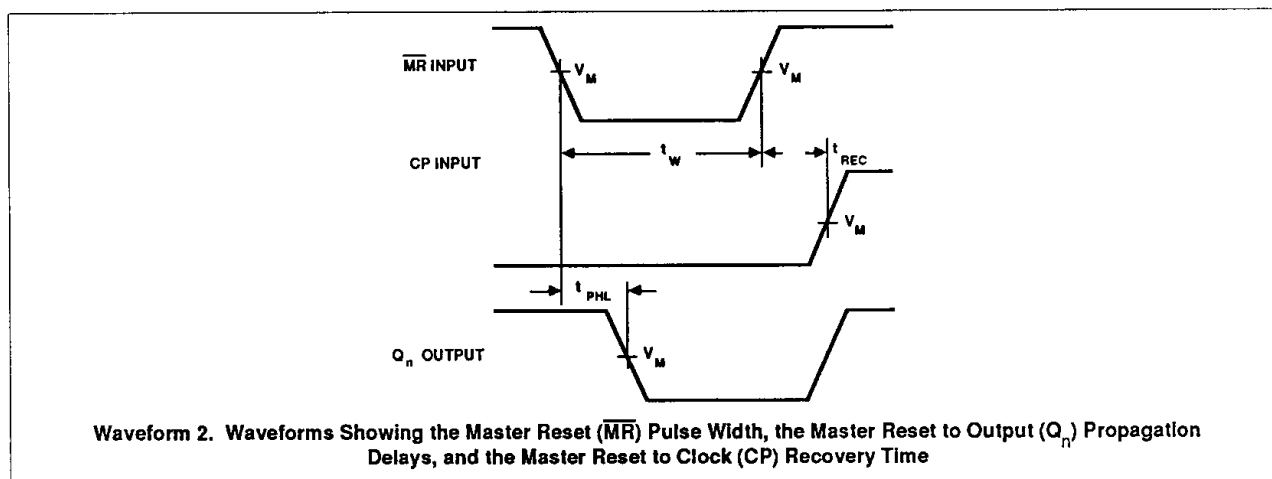 M̅R̅ INPUT
V_M
V_M
CP INPUT
t_W
t_REC
V_M
t_PHL
Q_n OUTPUT
V_M
Waveform 2. Waveforms Showing the Master Reset (M̅R̅) Pulse Width, the Master Reset to Output (Q_n) Propagation
Delays, and the Master Reset to Clock (CP) Recovery Time